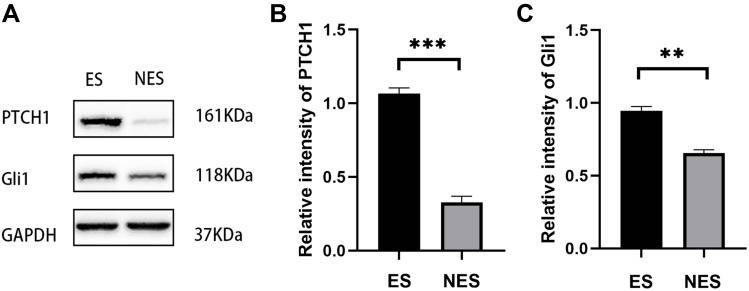 A
ES NES
PTCH1 161KDa
Gli1 118KDa
GAPDH 37KDa
B
Relative intensity of PTCH1
1.5
1.0
0.5
0.0
***
ES NES
C
Relative intensity of Gli1
1.5
1.0
0.5
0.0
**
ES NES